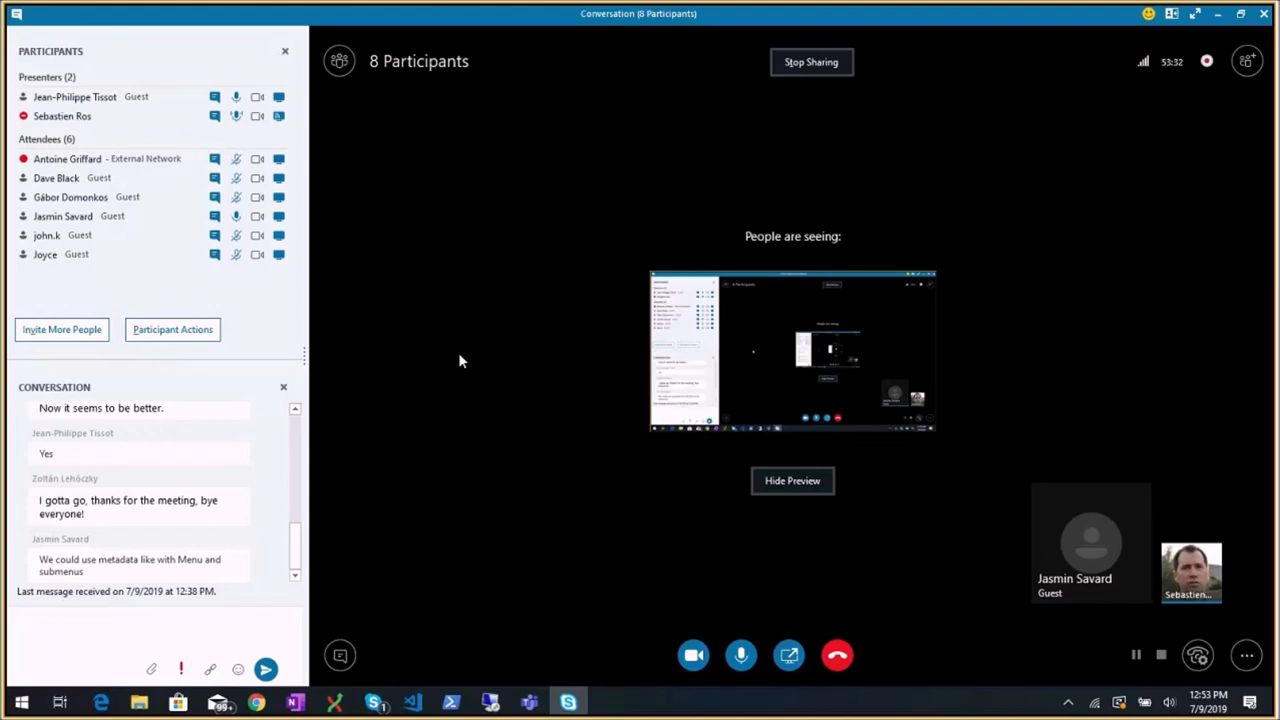 Conversation (8 Participants)
PARTICIPANTS
Presenters (2)
Jean-Philippe Tissot Guest
Sebastien Ros
Attendees (6)
Antoine Griffard - External Network
Dave Black Guest
Gábor Domonkos Guest
Jasmin Savard Guest
john.k Guest
Joyce Guest
Invite More People
Participant Actions
CONVERSATION
Now it seems to be better.
Jean-Philippe Tissot
Yes
Zoltán Lehóczky
I gotta go, thanks for the meeting, bye
everyone!
Jasmin Savard
We could use metadata like with Menu and
submenus
Last message received on 7/9/2019 at 12:38 PM.
8 Participants
Stop Sharing
53:32
People are seeing:
Hide Preview
Jasmin Savard
Guest
Sebastien...
99+
1
12:53 PM
7/9/2019